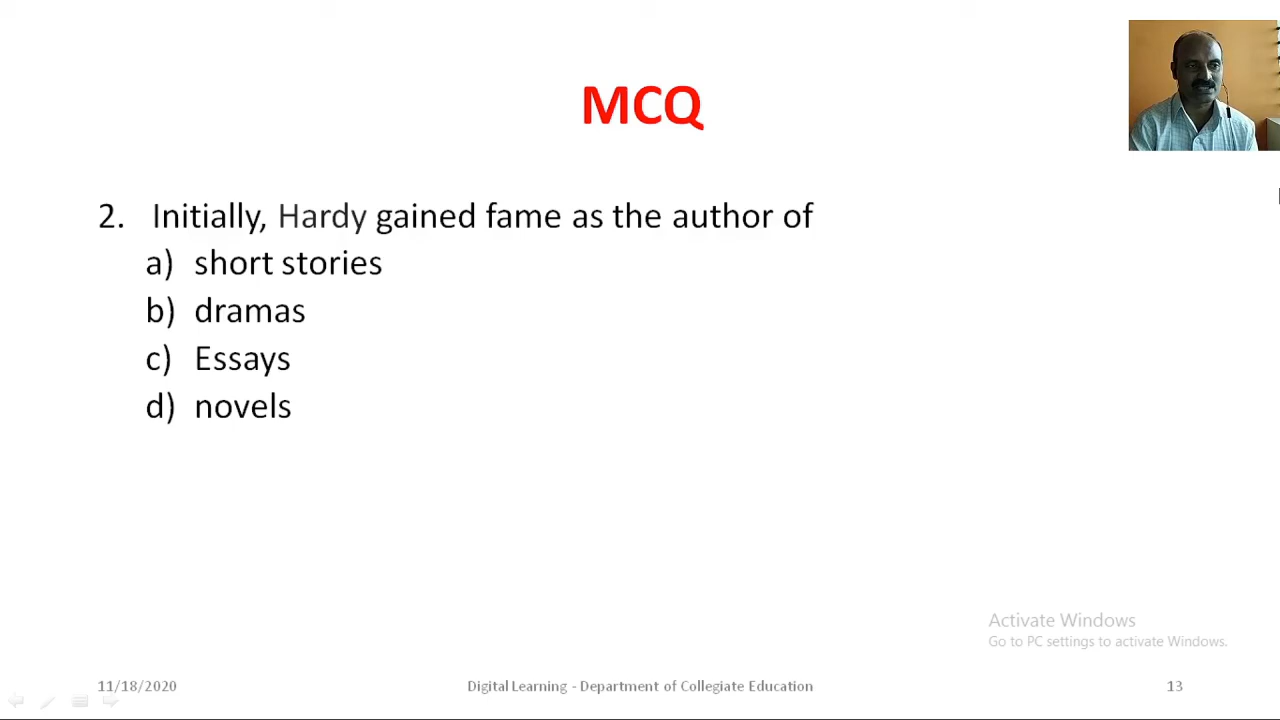 MCQ
2. Initially, Hardy gained fame as the author of
a) short stories
b) dramas
c) Essays
d) novels
Activate Windows
Go to PC settings to activate Windows.
11/18/2020
Digital Learning - Department of Collegiate Education
13